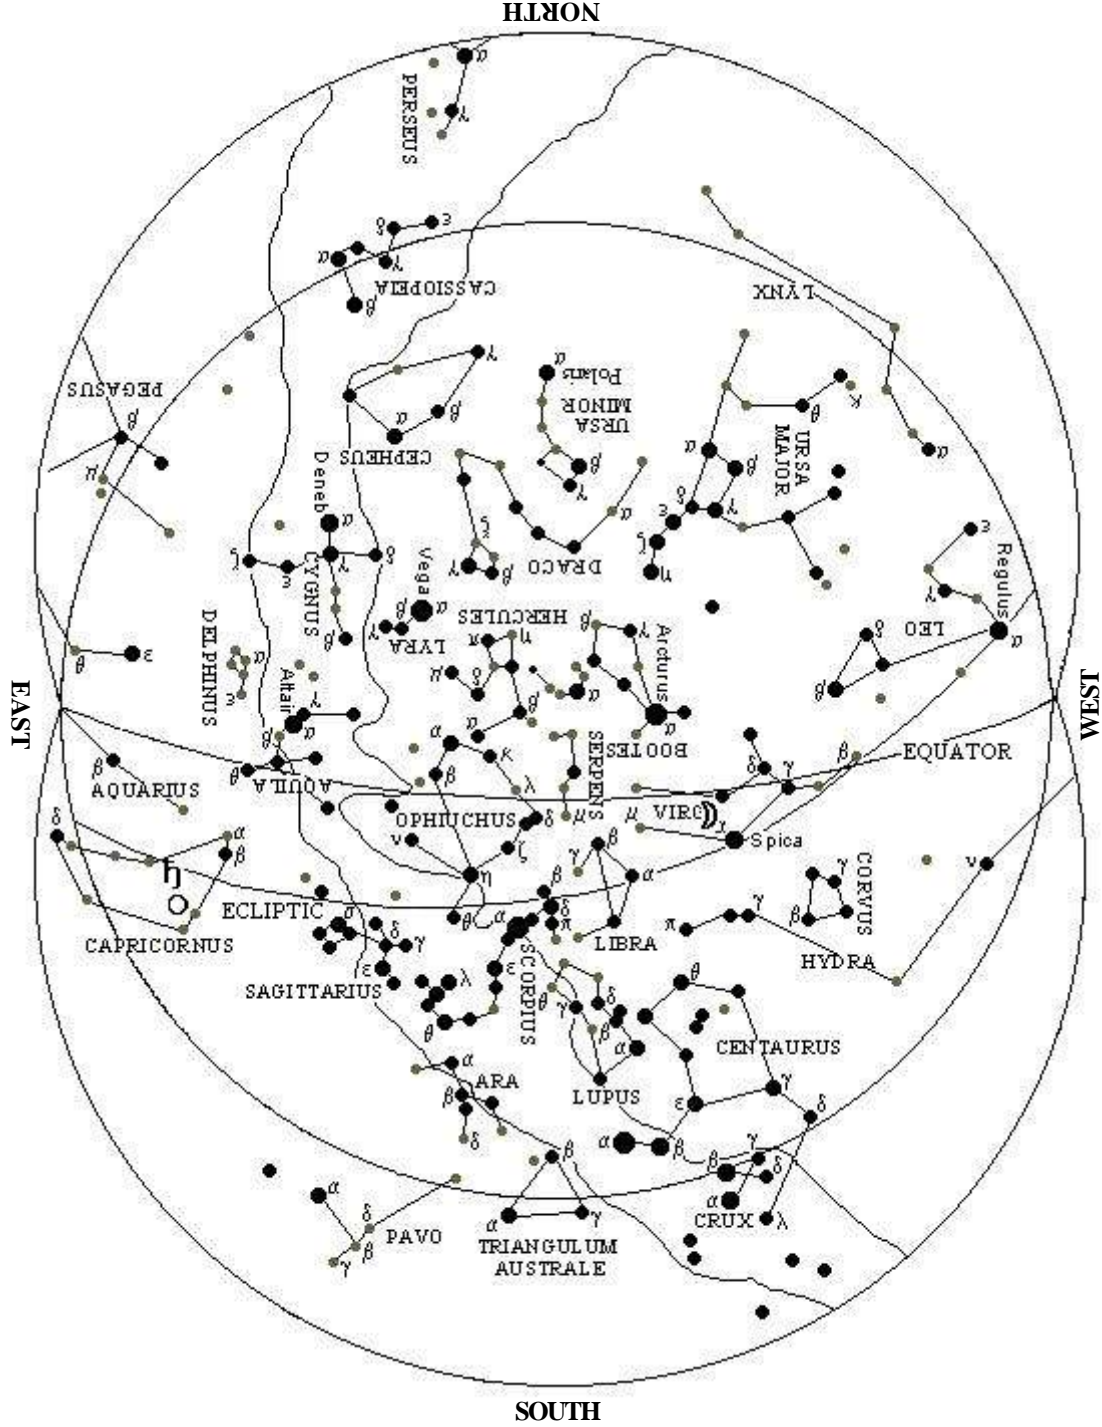 NORTH
α
PERSEUS
γ
δ
ε
α
γ
CASSIOPEIA
β
LYNX
PEGASUS
β
μ
γ
α
β
CEPHEUS
α
Polaris
URSA
MINOR
β
γ
θ
κ
URSA
MAJOR
α
β
δ
γ
ε
ζ
η
α
Deneb
α
γ
δ
ζ
ε
CYGNUS
β
Vega
α
β
γ
LYRA
ξ
γ
β
DRACO
α
HERCULES
π
η
μ
δ
α
β
γ
Arcturus
α
BOOTES
α
ε
Regulus
γ
α
LEO
δ
β
θ
ε
DELPHINUS
α
ε
Altair
γ
α
β
θ
AQUILA
EAST
WEST
α
κ
β
λ
SERPENS
μ
δ
γ
β
EQUATOR
β
AQUARIUS
OPHIUCHUS
δ
ν
ζ
η
θ
VIRGO
μ
Spica
δ
α
β
ħ
CAPRICORNUS
ECLIPTIC
β
γ
α
LIBRA
γ
β
CORVUS
ν
π
γ
HYDRA
σ
δ
γ
ε
SAGITTARIUS
λ
θ
β
δ
π
α
ε
SCORPIUS
θ
γ
δ
β
α
LUPUS
θ
CENTAURUS
γ
δ
ε
α
β
α
ARA
β
δ
γ
β
δ
α
CRUX
λ
α
δ
β
γ
PAVO
β
α
γ
TRIANGULUM
AUSTRALE
SOUTH